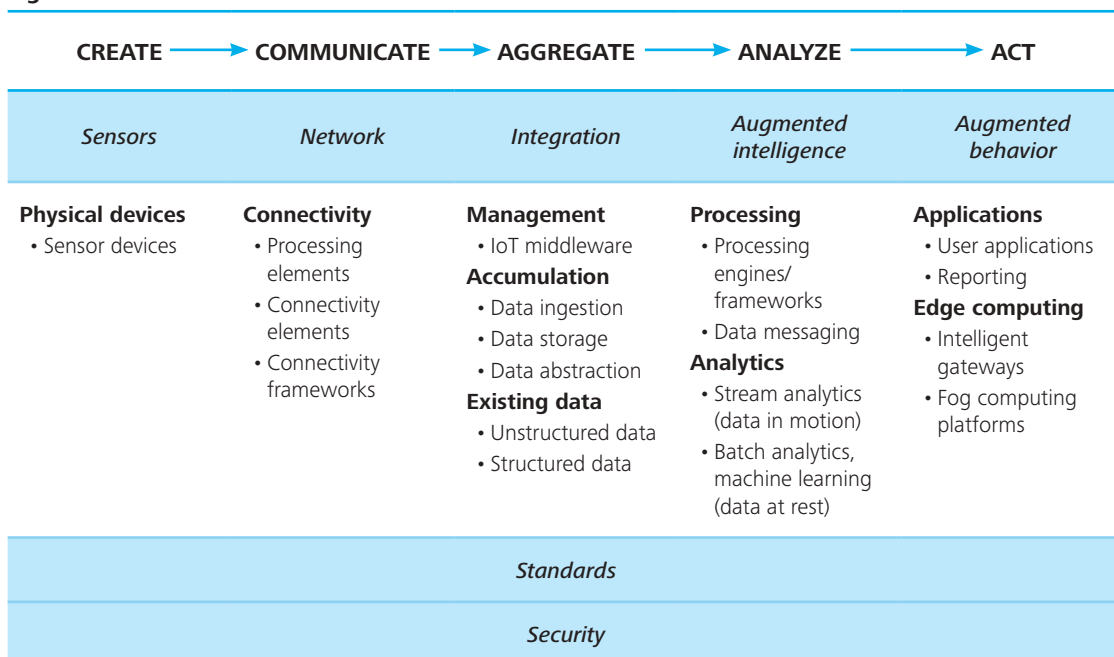 CREATE COMMUNICATE AGGREGATE ANALYZE ACT
Sensors
Network
Integration
Augmented
intelligence
Augmented
behavior
Physical devices
• Sensor devices
Connectivity
• Processing
elements
• Connectivity
elements
• Connectivity
frameworks
Management
• IoT middleware
Accumulation
• Data ingestion
• Data storage
• Data abstraction
Existing data
• Unstructured data
• Structured data
Processing
• Processing
engines/
frameworks
• Data messaging
Analytics
• Stream analytics
(data in motion)
• Batch analytics,
machine learning
(data at rest)
Applications
• User applications
• Reporting
Edge computing
• Intelligent
gateways
• Fog computing
platforms
Standards
Security